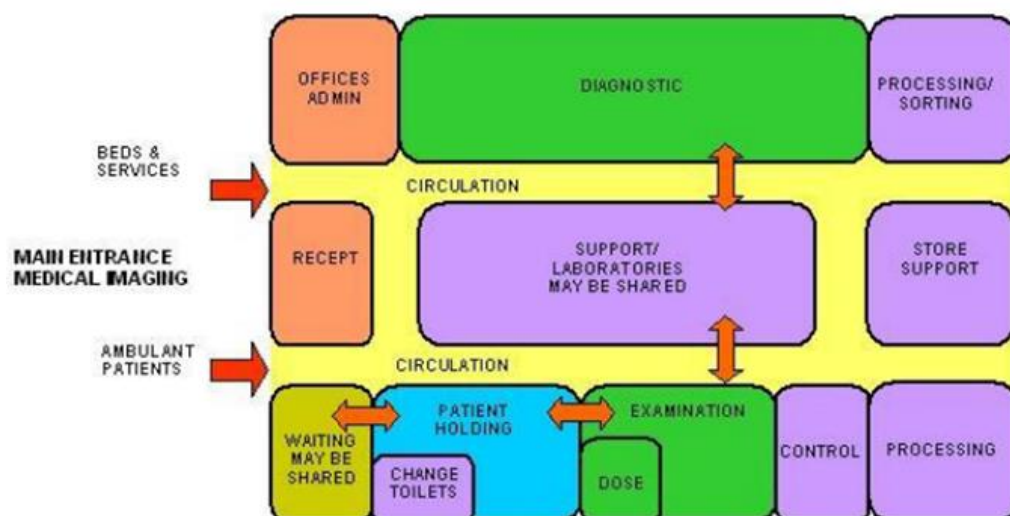 OFFICES
ADMIN
DIAGNOSTIC
PROCESSING/
SORTING
BEDS &
SERVICES
CIRCULATION
MAIN ENTRANCE
MEDICAL IMAGING
RECEPT
SUPPORT/
LABORATORIES
MAY BE SHARED
STORE
SUPPORT
AMBULANT
PATIENTS
CIRCULATION
WAITING
MAY BE
SHARED
PATIENT
HOLDING
CHANGE
TOILETS
EXAMINATION
DOSE
CONTROL
PROCESSING